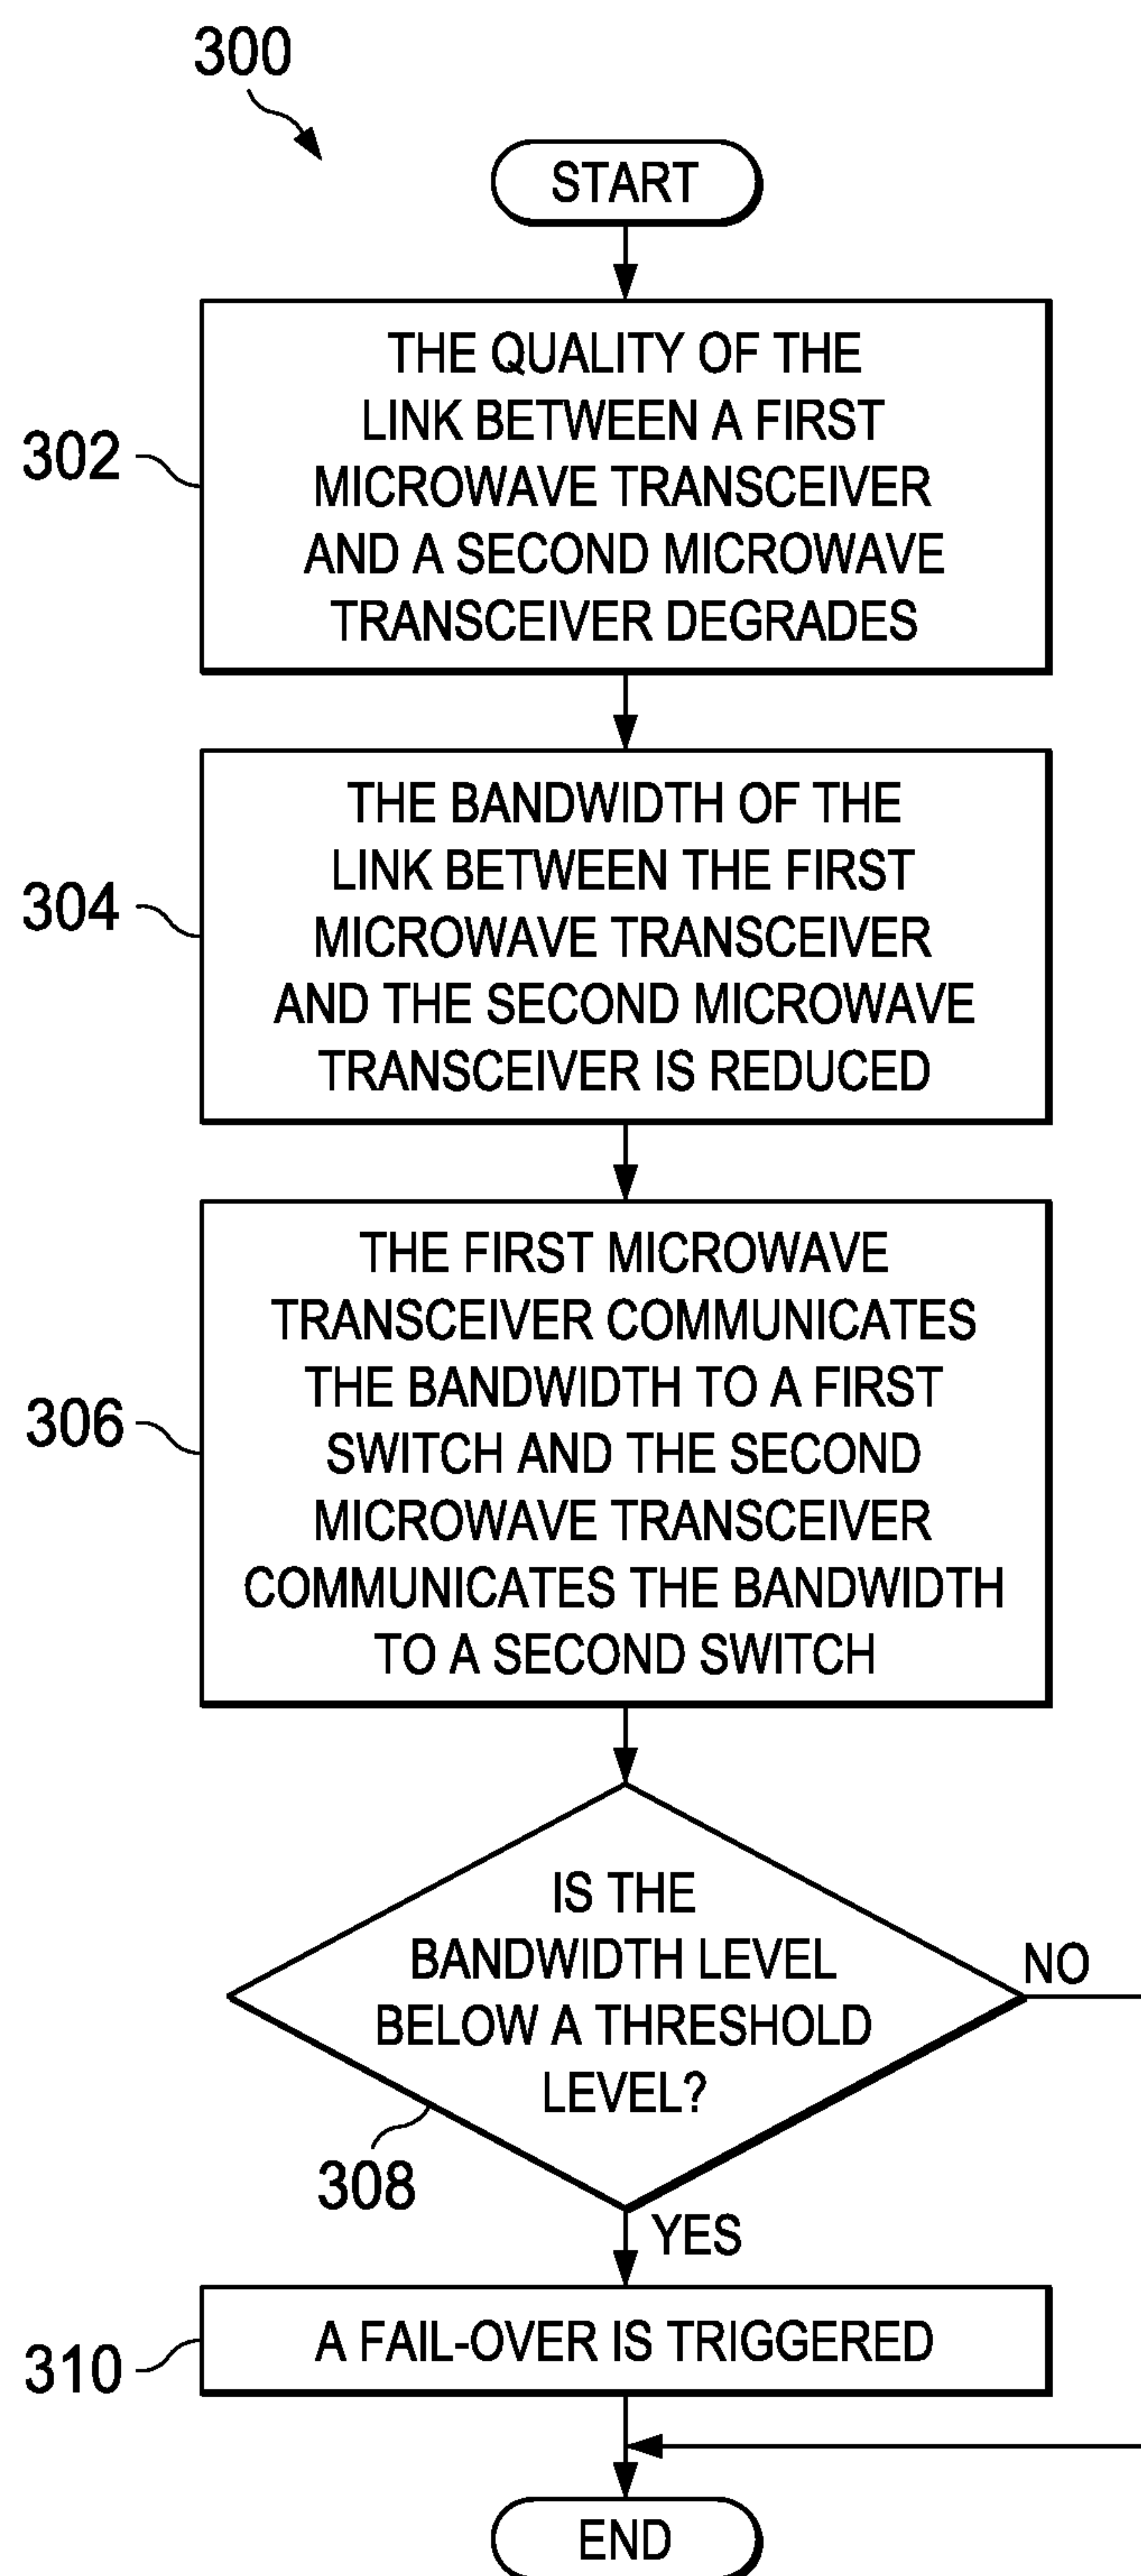 300
START
302
THE QUALITY OF THE
LINK BETWEEN A FIRST
MICROWAVE TRANSCEIVER
AND A SECOND MICROWAVE
TRANSCEIVER DEGRADES
304
THE BANDWIDTH OF THE
LINK BETWEEN THE FIRST
MICROWAVE TRANSCEIVER
AND THE SECOND MICROWAVE
TRANSCEIVER IS REDUCED
306
THE FIRST MICROWAVE
TRANSCEIVER COMMUNICATES
THE BANDWIDTH TO A FIRST
SWITCH AND THE SECOND
MICROWAVE TRANSCEIVER
COMMUNICATES THE BANDWIDTH
TO A SECOND SWITCH
IS THE
BANDWIDTH LEVEL
BELOW A THRESHOLD
LEVEL?
NO
308
YES
310
A FAIL-OVER IS TRIGGERED
END